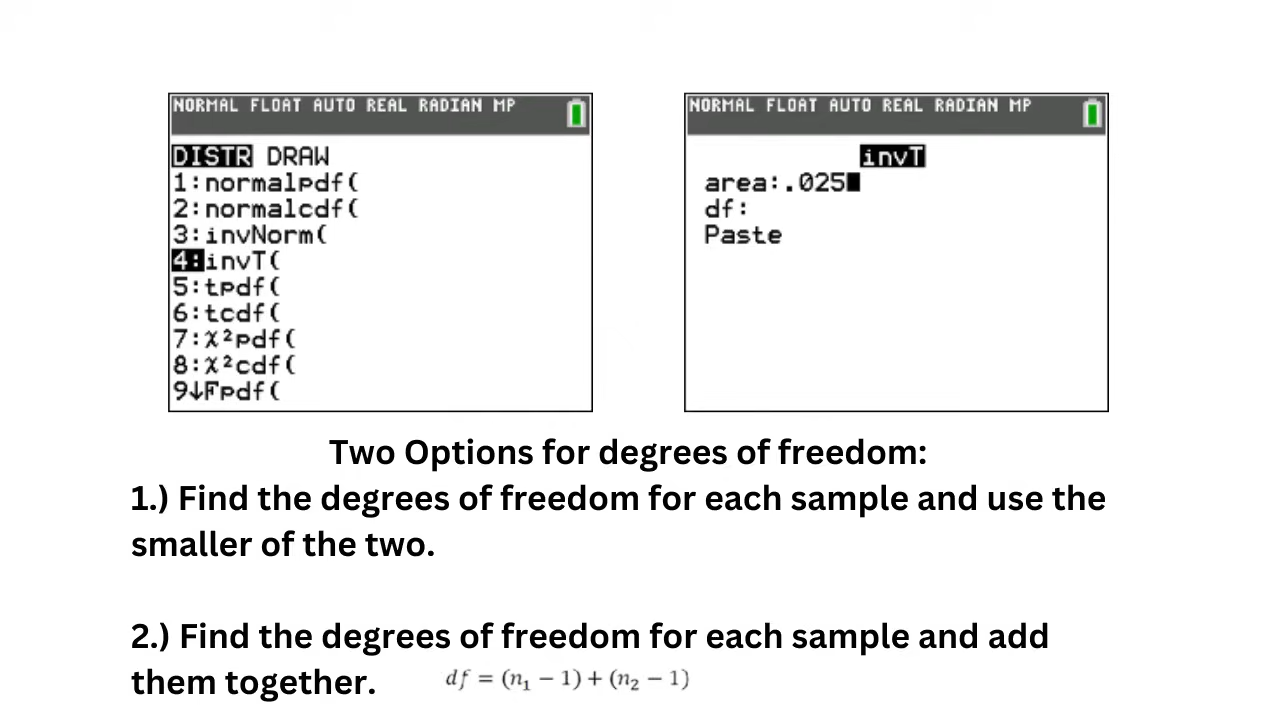 NORMAL FLOAT AUTO REAL RADIAN MP
DISTR DRAW
1:normalpdf(
2:normalcdf(
3:invNorm(
4:invT(
5:tpdf(
6:tcdf(
7:χ²pdf(
8:χ²cdf(
9↓Fpdf(
NORMAL FLOAT AUTO REAL RADIAN MP
invT
area:.025
df:
Paste
Two Options for degrees of freedom:
1.) Find the degrees of freedom for each sample and use the
smaller of the two.
2.) Find the degrees of freedom for each sample and add
them together. df = (n₁ − 1) + (n₂ − 1)